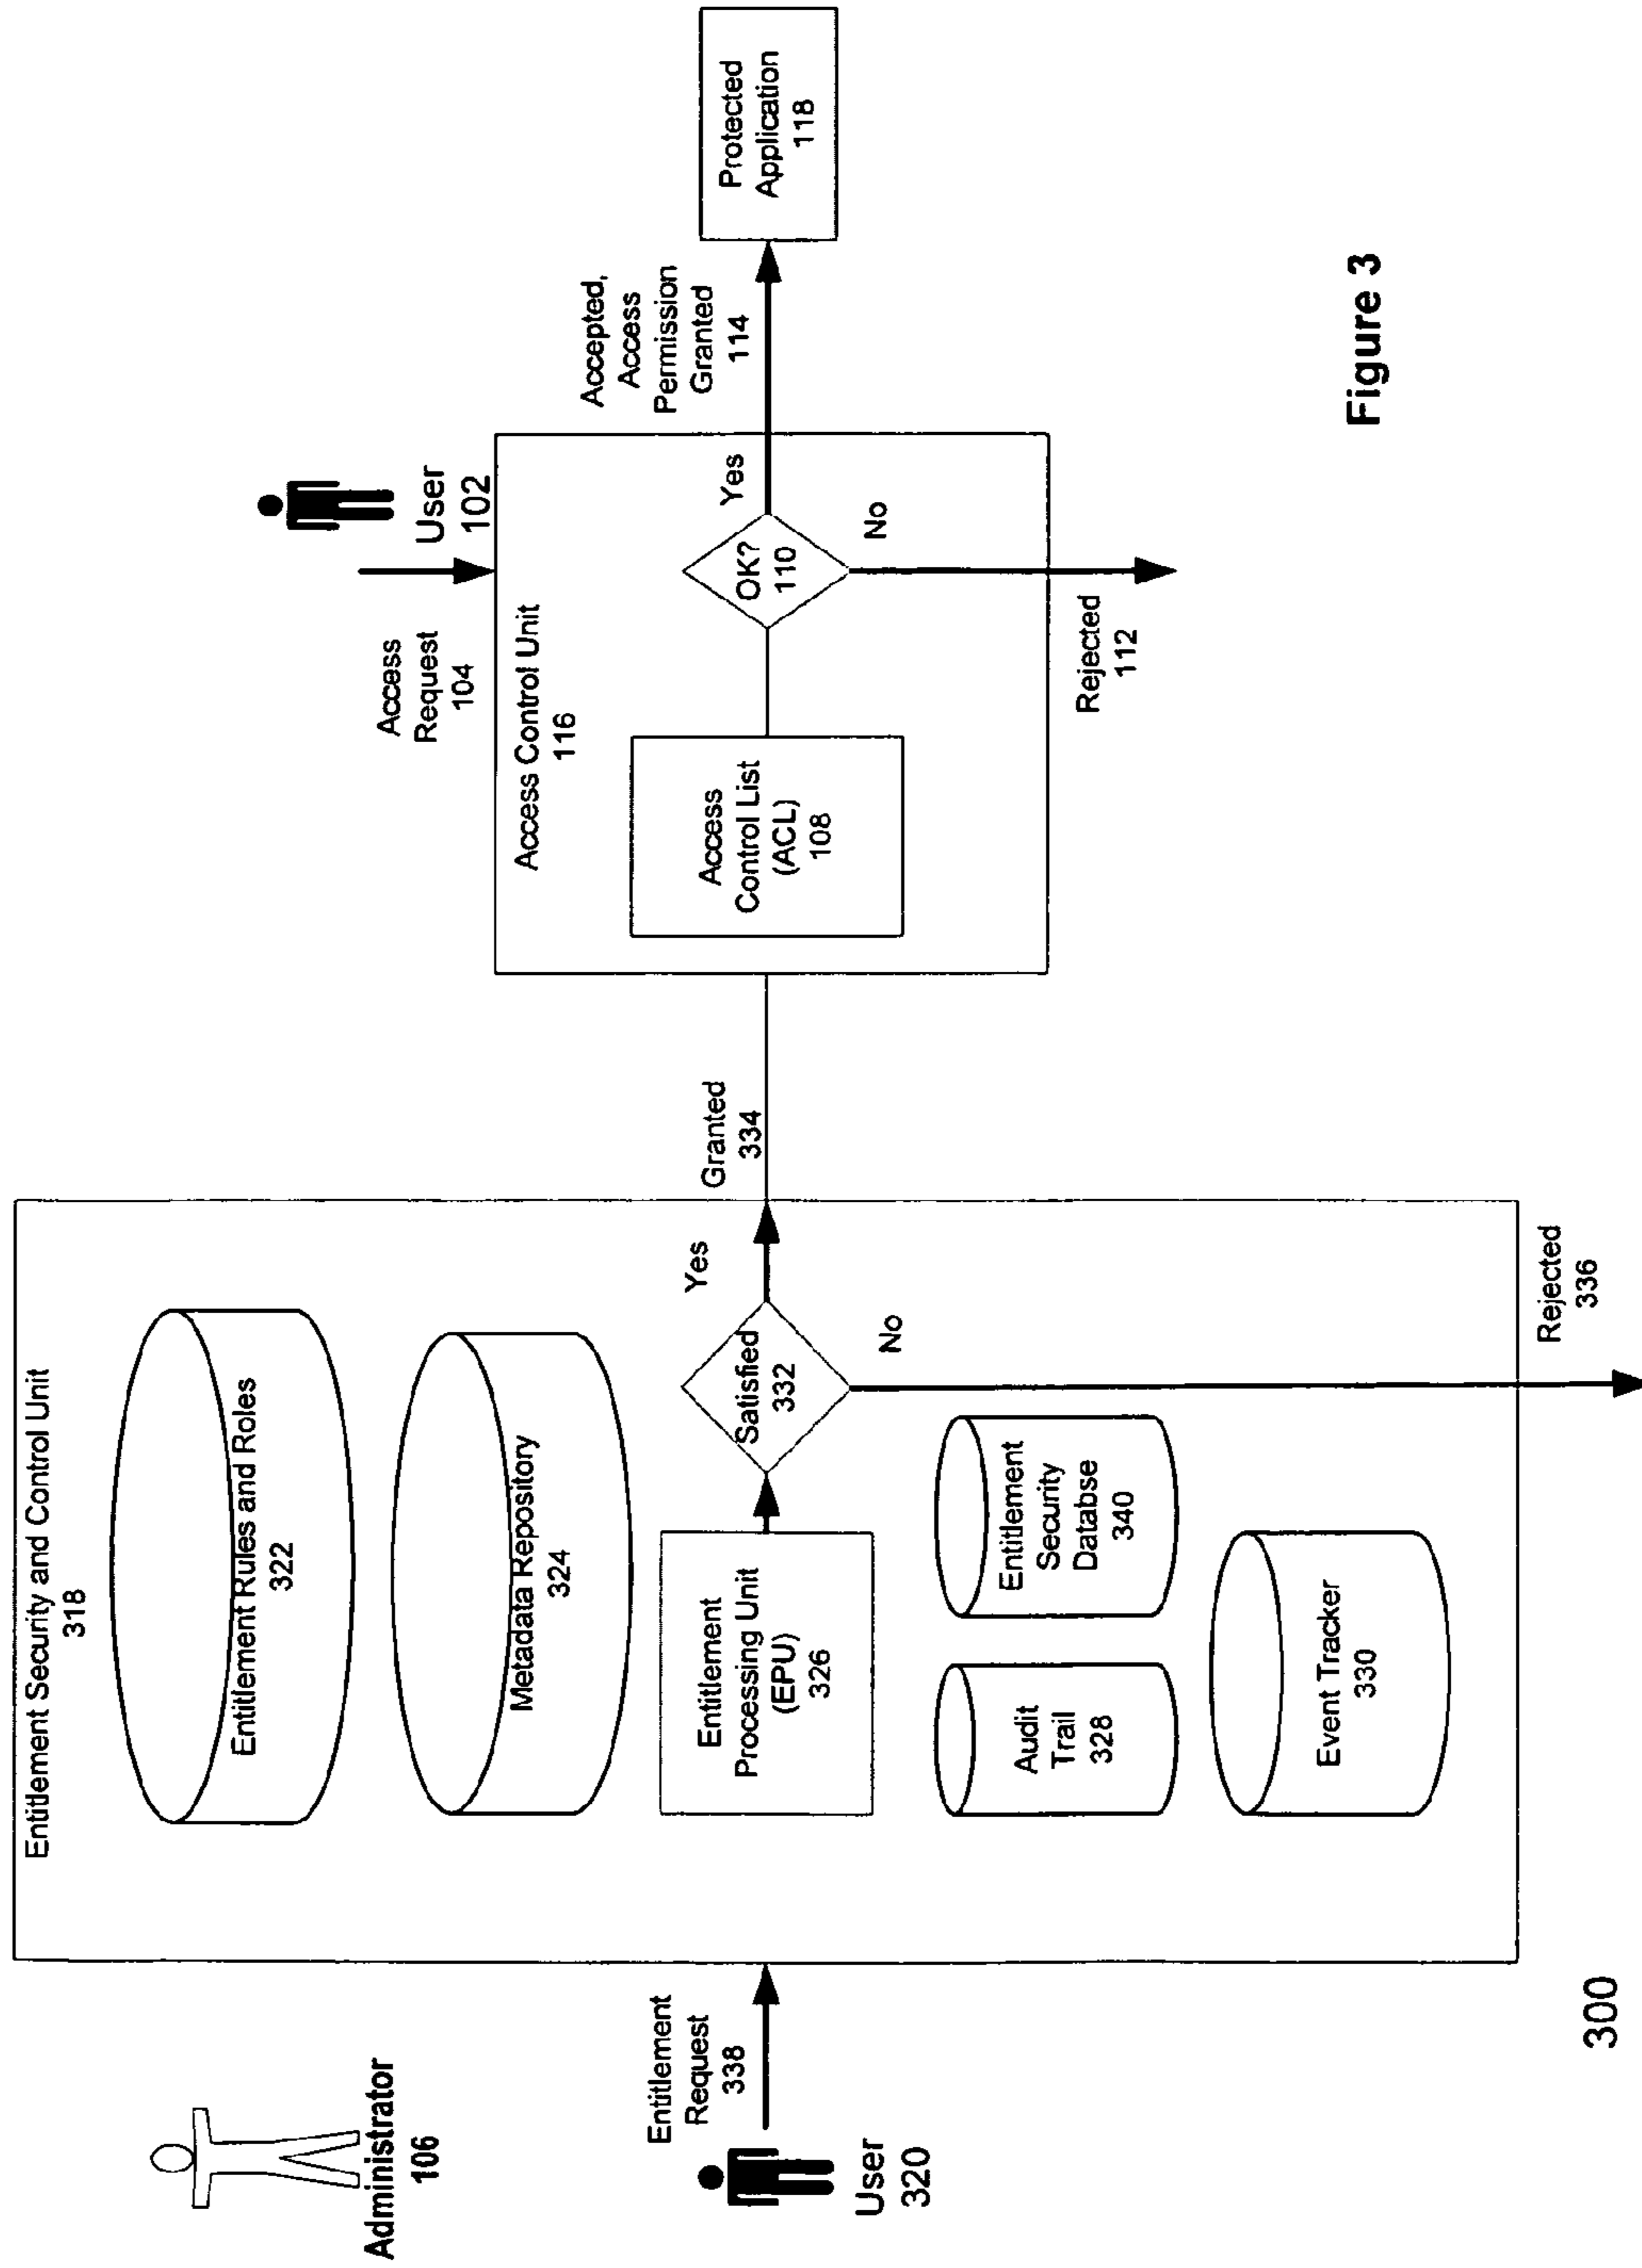 Administrator
106
Entitlement
Request
338
User
320
Entitlement Security and Control Unit
318
Entitlement Rules and Roles
322
Metadata Repository
324
Entitlement
Processing Unit
(EPU)
326
Satisfied
332
Yes
No
Audit
Trail
328
Entitlement
Security
Databse
340
Event Tracker
330
Granted
334
Rejected
336
Access
Request
104
User
102
Access Control Unit
116
Access
Control List
(ACL)
108
OK?
110
Yes
No
Rejected
112
Accepted,
Access
Permission
Granted
114
Protected
Application
118
300
Figure 3